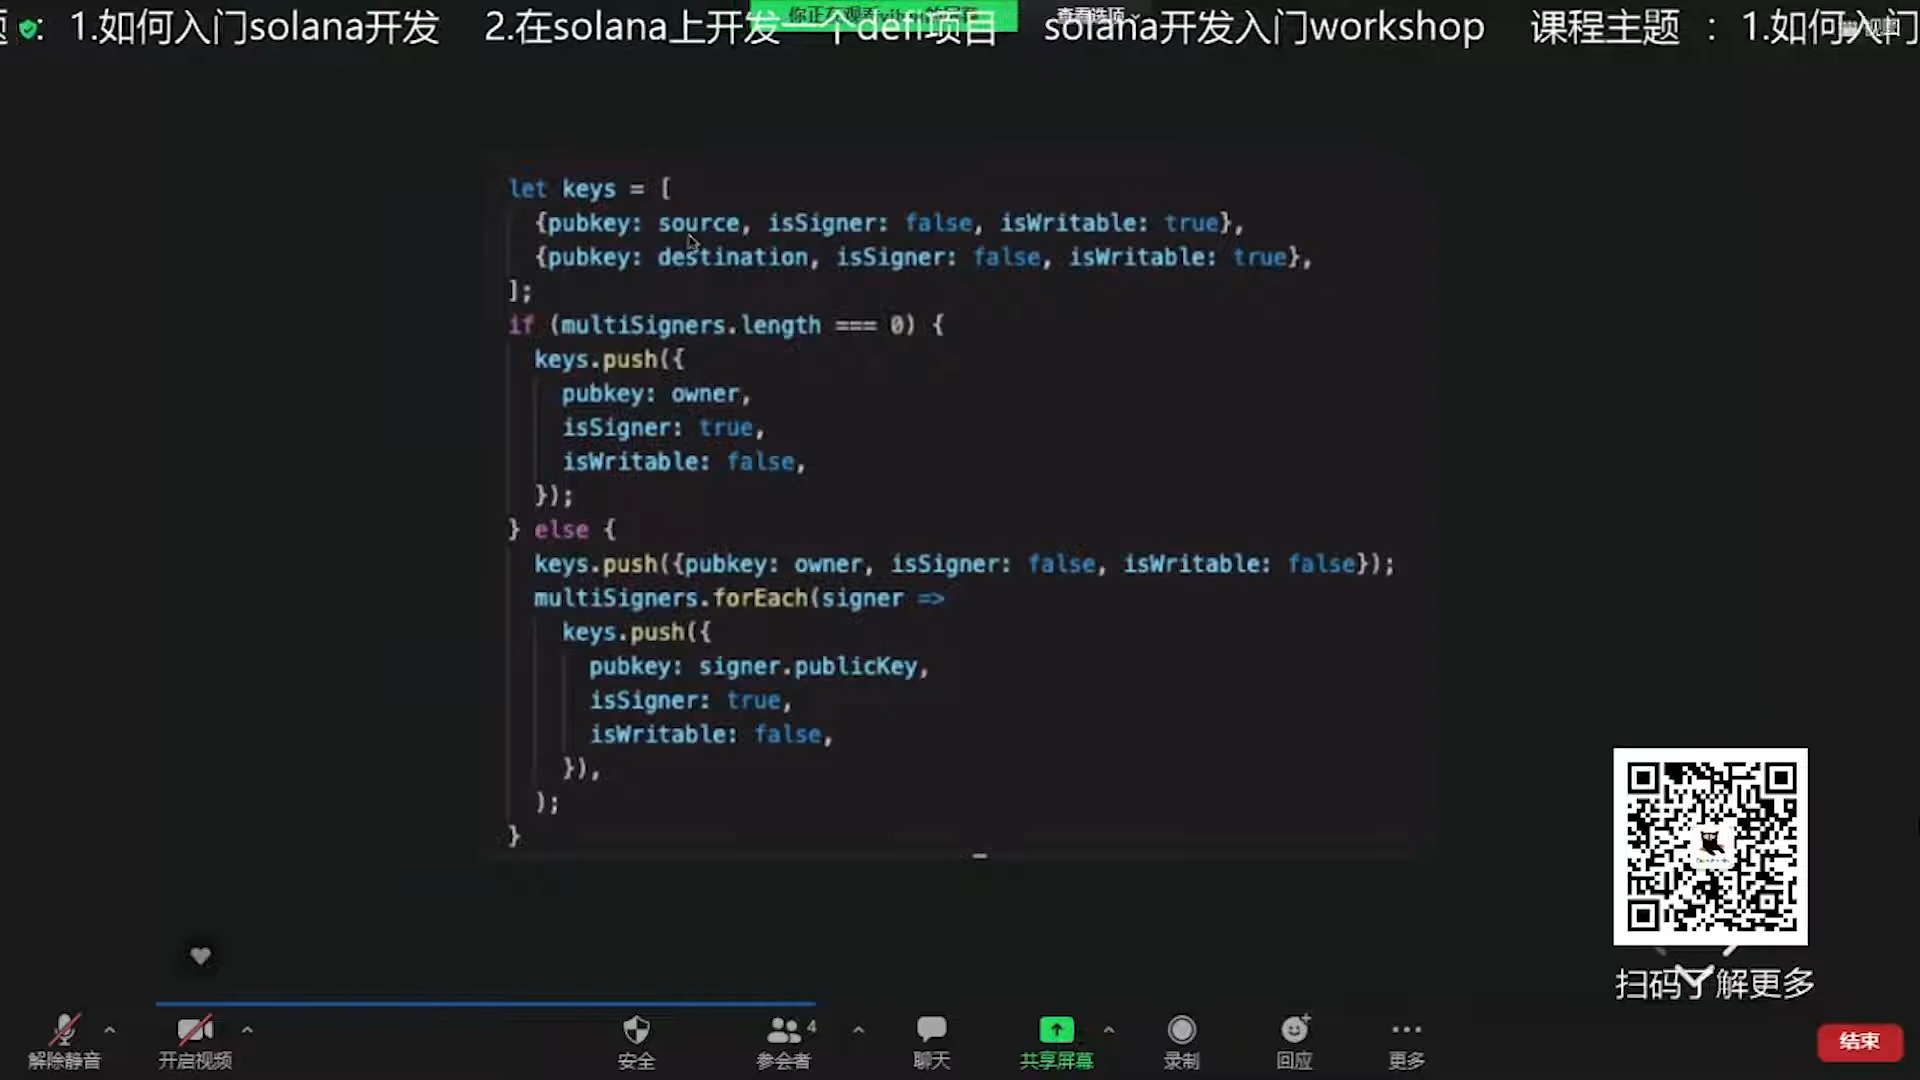 ：1.如何入门solana开发 2.在solana上开发一个defi项目 solana开发入门workshop 课程主题 ：1.如何入门
查看选项
let keys = [
{pubkey: source, isSigner: false, isWritable: true},
{pubkey: destination, isSigner: false, isWritable: true},
];
if (multiSigners.length === 0) {
keys.push({
pubkey: owner,
isSigner: true,
isWritable: false,
});
} else {
keys.push({pubkey: owner, isSigner: false, isWritable: false});
multiSigners.forEach(signer =>
keys.push({
pubkey: signer.publicKey,
isSigner: true,
isWritable: false,
}),
);
}
扫码了解更多
解除静音 开启视频 安全 参会者 4 聊天 共享屏幕 录制 回应 更多 结束